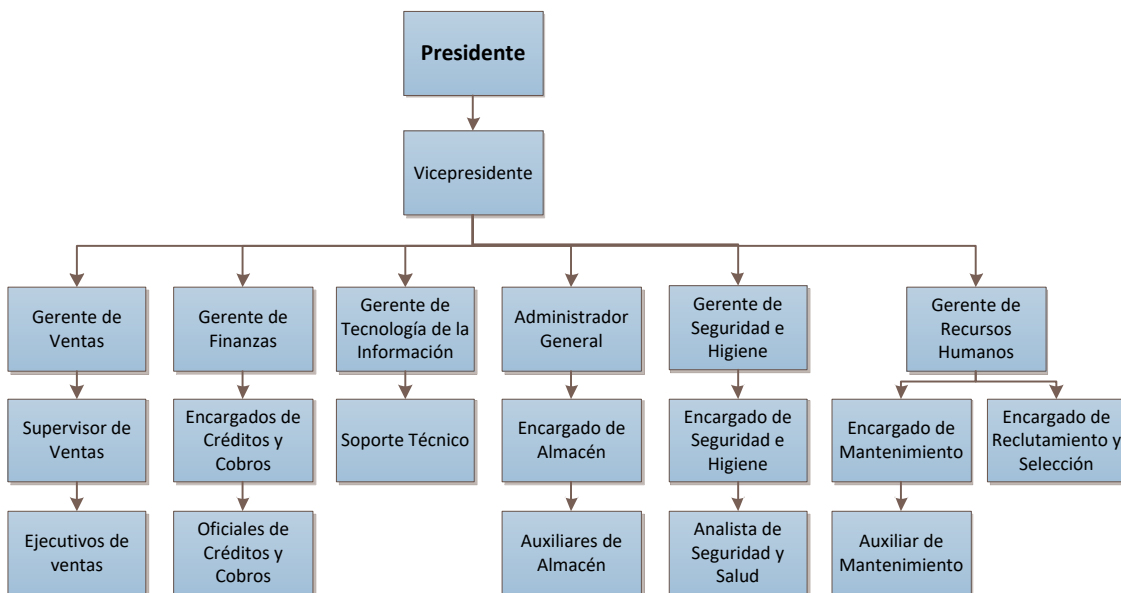 Presidente
Vicepresidente
Gerente de
Ventas
Gerente de
Finanzas
Gerente de
Tecnología de la
Información
Administrador
General
Gerente de
Seguridad e
Higiene
Gerente de
Recursos
Humanos
Supervisor de
Ventas
Encargados de
Créditos y
Cobros
Soporte Técnico
Encargado de
Almacén
Encargado de
Seguridad e
Higiene
Encargado de
Mantenimiento
Encargado de
Reclutamiento y
Selección
Ejecutivos de
ventas
Oficiales de
Créditos y
Cobros
Auxiliares de
Almacén
Analista de
Seguridad y
Salud
Auxiliar de
Mantenimiento